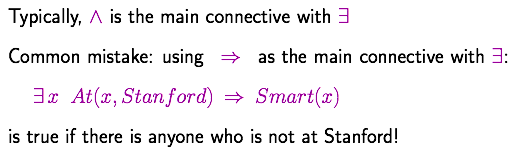 Typically, ∧ is the main connective with ∃
Common mistake: using ⇒ as the main connective with ∃:
∃ x At(x, Stanford) ⇒ Smart(x)
is true if there is anyone who is not at Stanford!